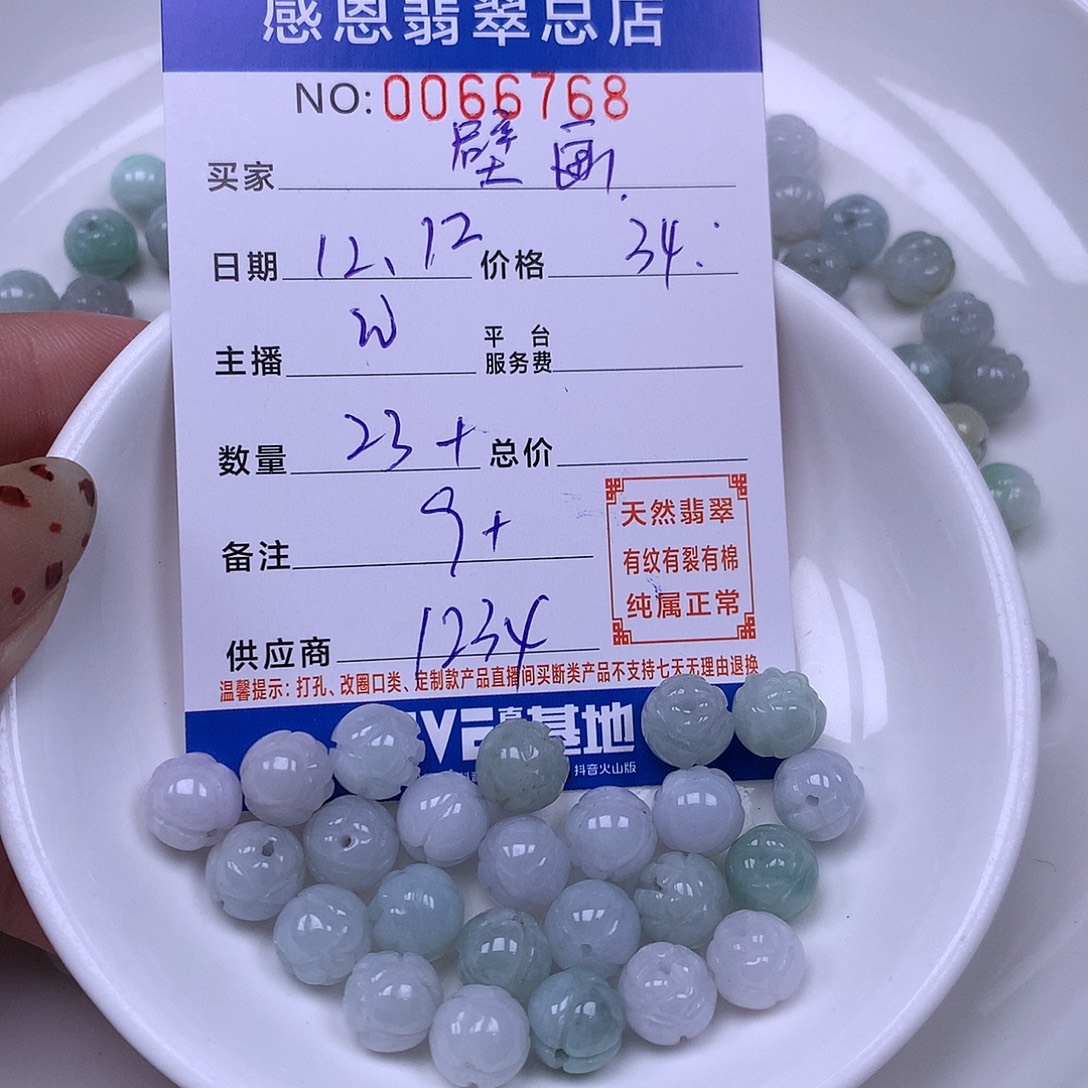 感恩翡翠总店
NO:0066768
买家 壁画.
日期 12、12 价格 34:
主播 W 平台服务费
数量 23+ 总价
备注 9+
天然翡翠
有纹有裂有棉
纯属正常
供应商 1234
温馨提示：打孔、改圈口类、定制款产品直播间买断类产品不支持七天无理由退换
基地
抖音火山版